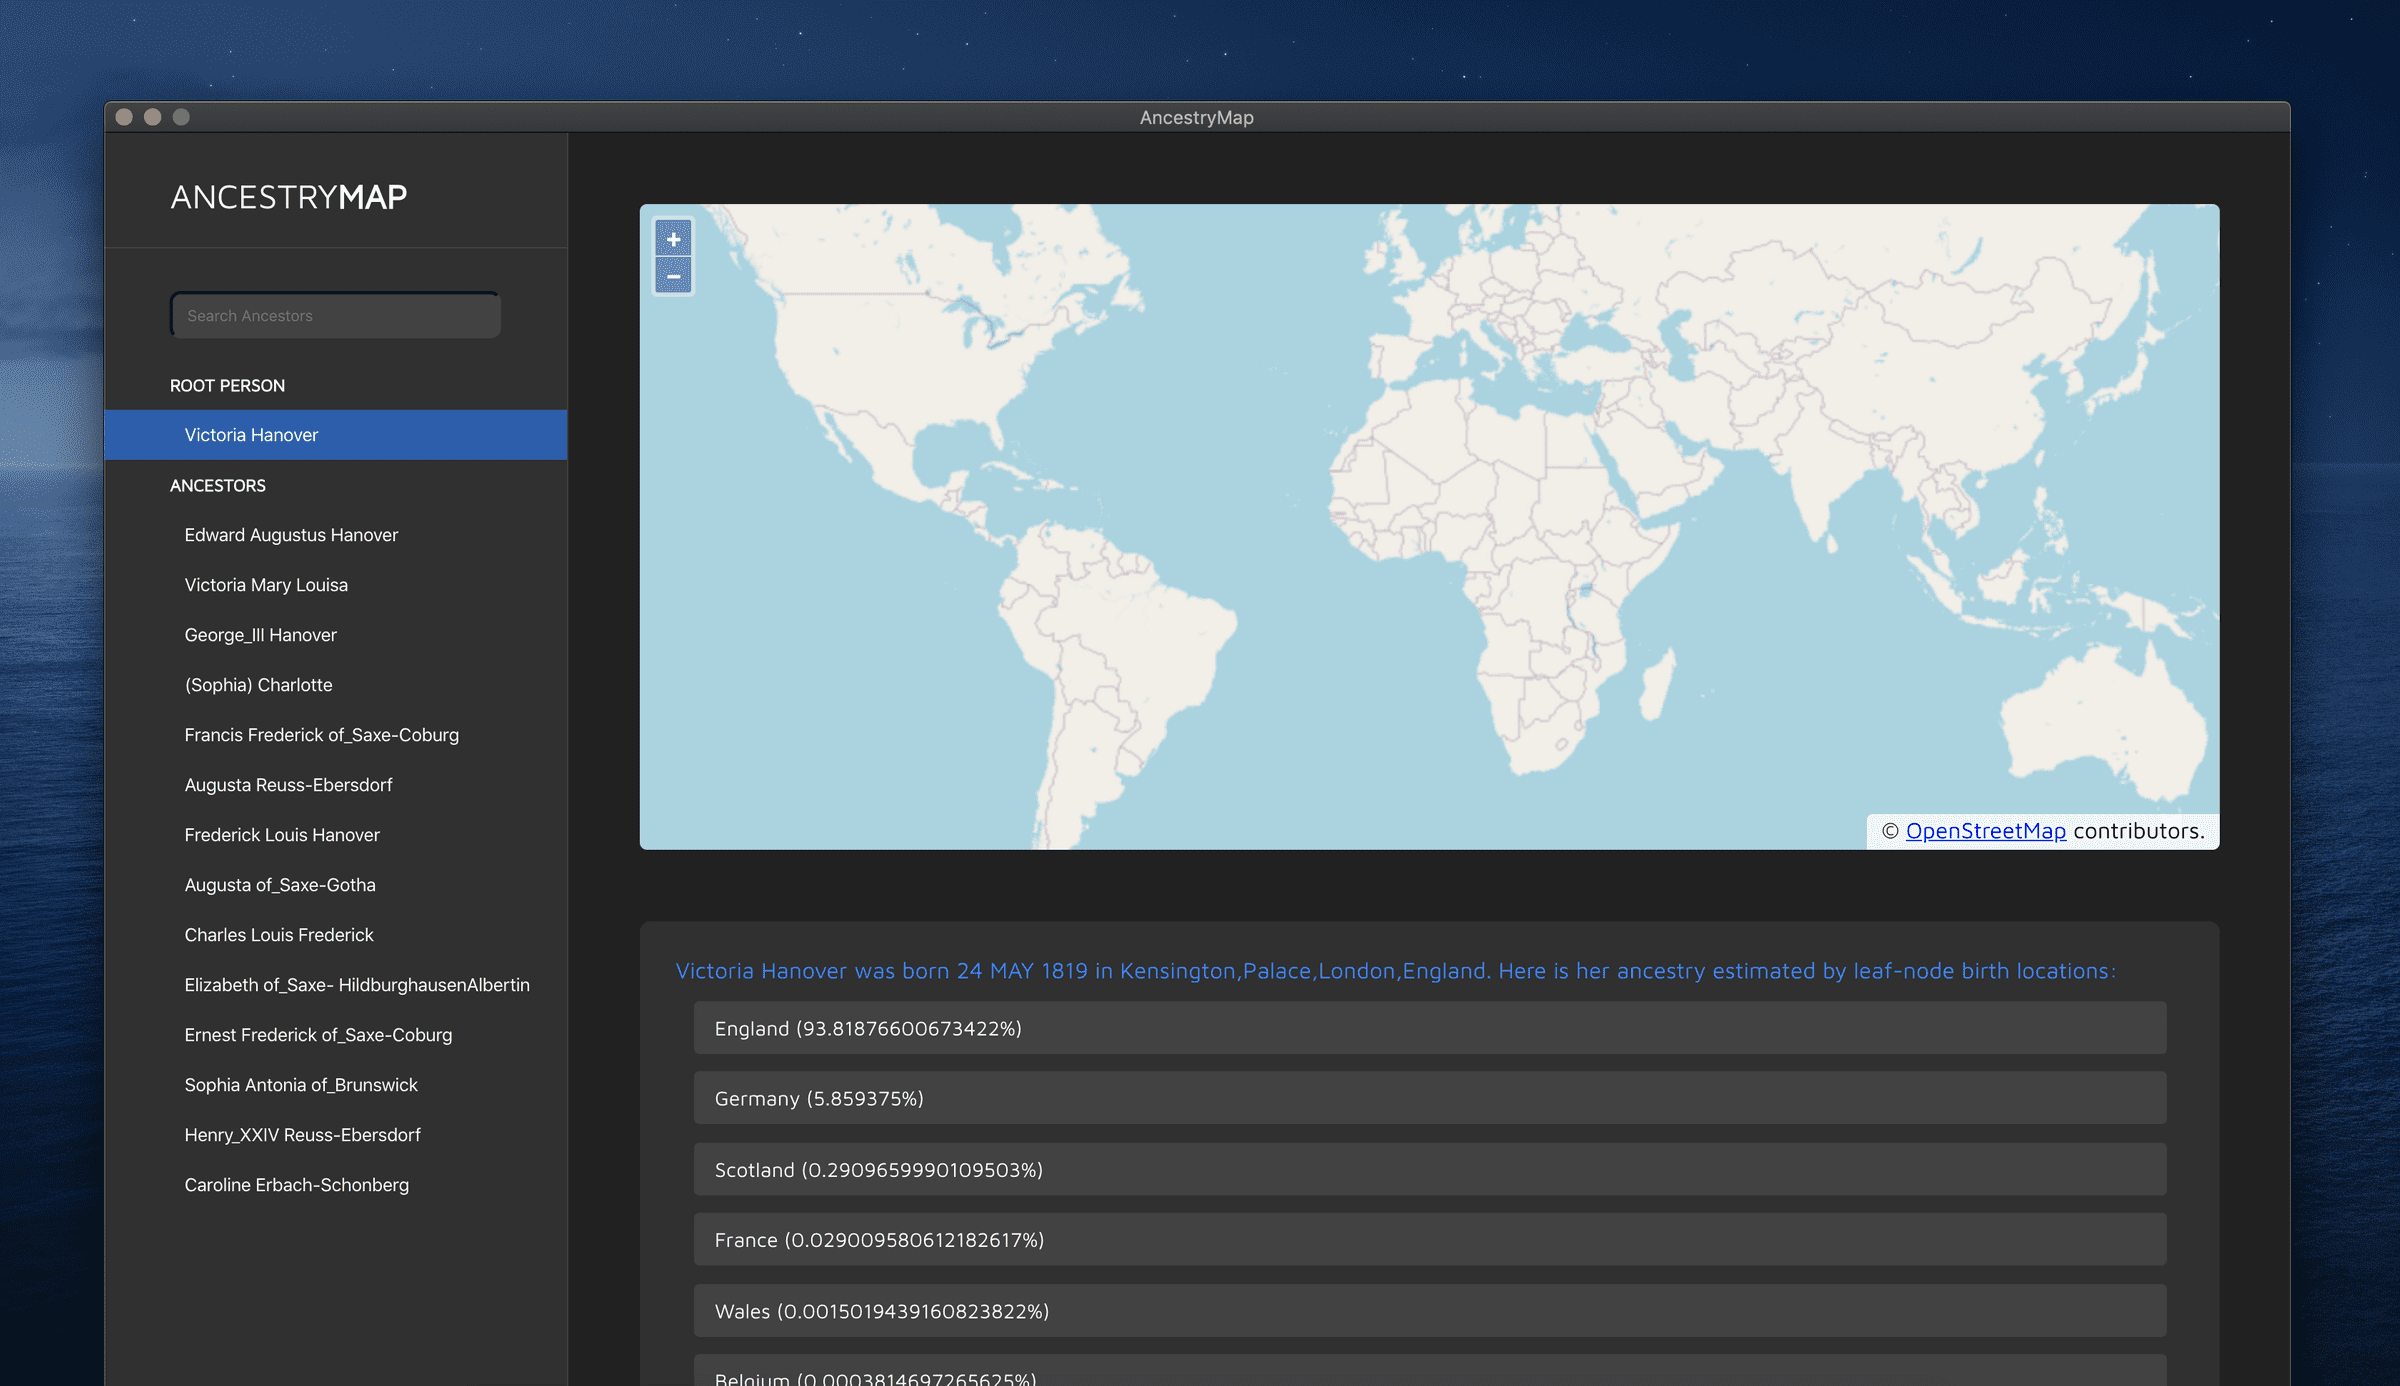 AncestryMap
ANCESTRYMAP
Search Ancestors
ROOT PERSON
Victoria Hanover
ANCESTORS
Edward Augustus Hanover
Victoria Mary Louisa
George_III Hanover
(Sophia) Charlotte
Francis Frederick of_Saxe-Coburg
Augusta Reuss-Ebersdorf
Frederick Louis Hanover
Augusta of_Saxe-Gotha
Charles Louis Frederick
Elizabeth of_Saxe- HildburghausenAlbertin
Ernest Frederick of_Saxe-Coburg
Sophia Antonia of_Brunswick
Henry_XXIV Reuss-Ebersdorf
Caroline Erbach-Schonberg
+
−
© OpenStreetMap contributors.
Victoria Hanover was born 24 MAY 1819 in Kensington,Palace,London,England. Here is her ancestry estimated by leaf-node birth locations:
England (93.81876600673422%)
Germany (5.859375%)
Scotland (0.2909659990109503%)
France (0.029009580612182617%)
Wales (0.0015019439160823822%)
Belgium (0.0003814697265625%)